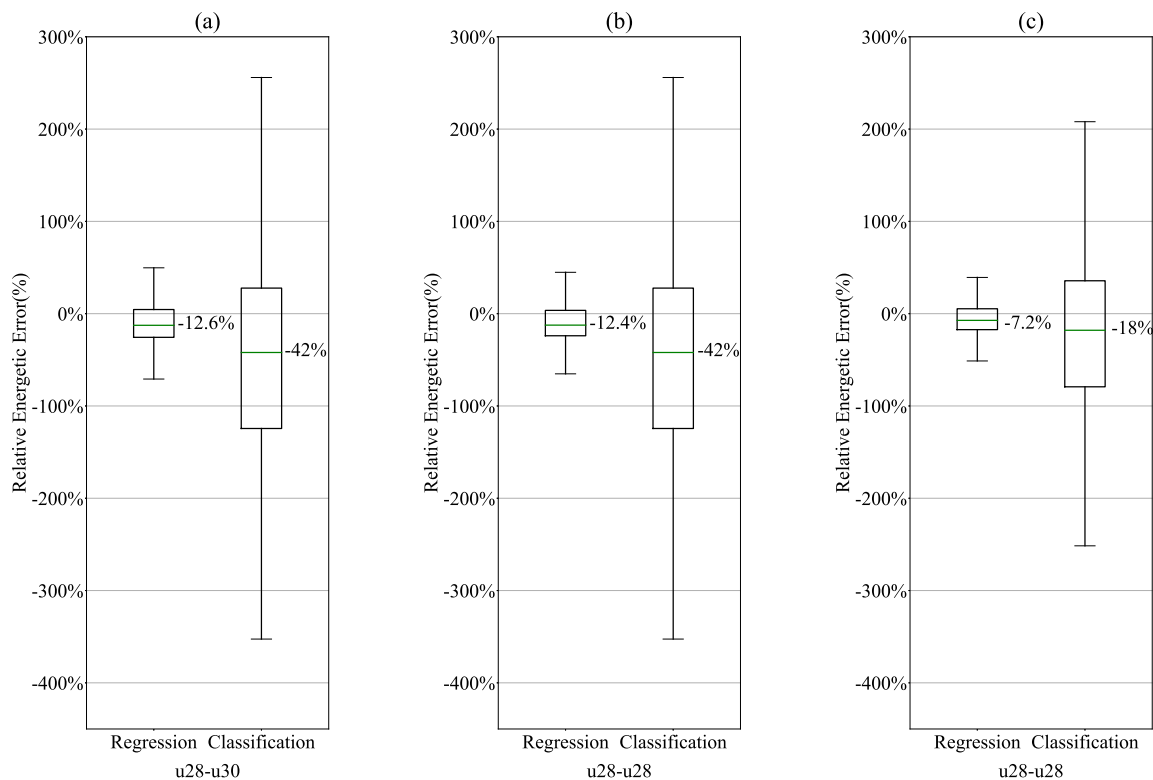 (a)
300%
200%
100%
0%
-100%
-200%
-300%
-400%
Relative Energetic Error(%)
-12.6%
-42%
Regression Classification
u28-u30
(b)
300%
200%
100%
0%
-100%
-200%
-300%
-400%
Relative Energetic Error(%)
-12.4%
-42%
Regression Classification
u28-u28
(c)
300%
200%
100%
0%
-100%
-200%
-300%
-400%
Relative Energetic Error(%)
-7.2%
-18%
Regression Classification
u28-u28